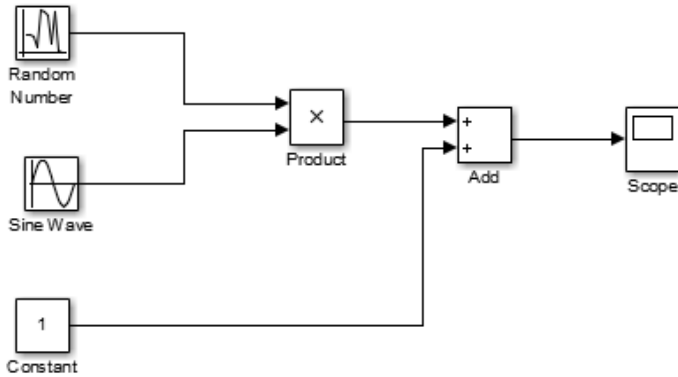 Random
Number
×
Product
+
+
Add
Scope
Sine Wave
1
Constant